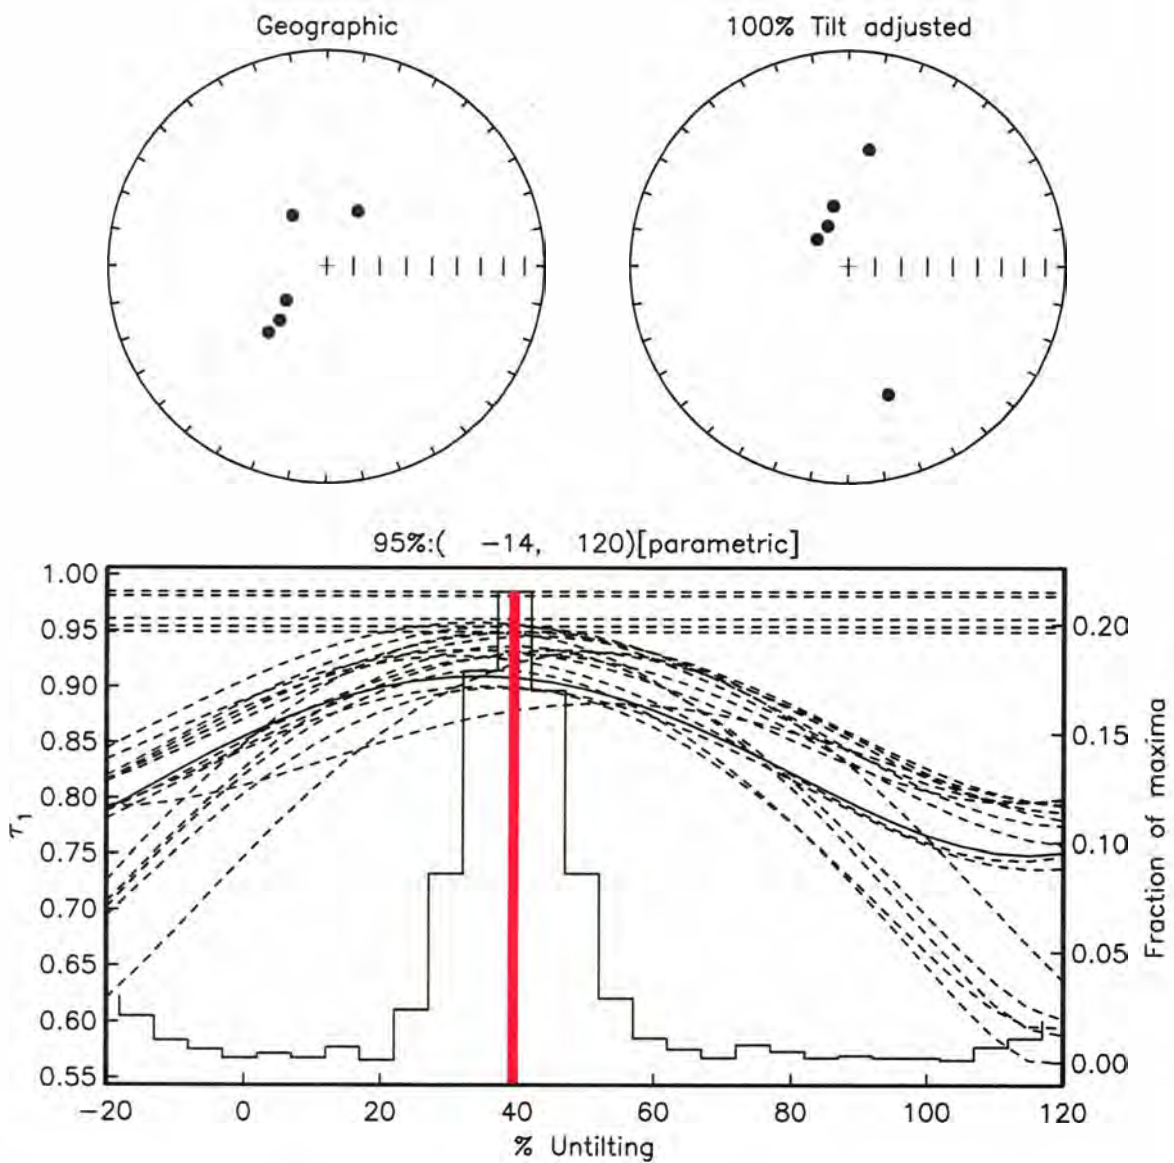 Geographic 100% Tilt adjusted
95%:( −14, 120)[parametric]
1.00
0.95
0.90
0.85
0.80
0.75
0.70
0.65
0.60
0.55
τ1
0.20
0.15
0.10
0.05
0.00
Fraction of maxima
−20 0 20 40 60 80 100 120
% Untilting